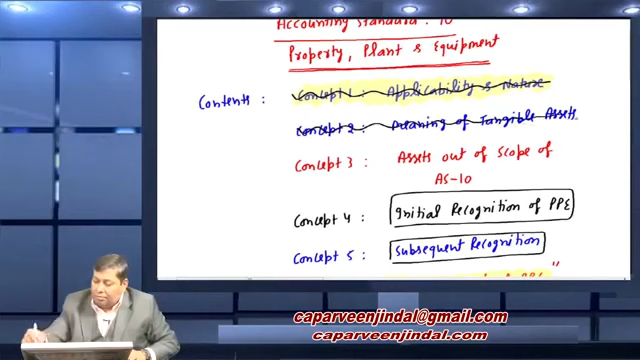 Accounting Standard : 10
Property, Plant & Equipment
Contents : Concept 1 : Applicability & Nature
Concept 2 : Meaning of Tangible Assets
Concept 3 : Assets out of Scope of
AS-10
Concept 4 : Initial Recognition of PPE
Concept 5 : Subsequent Recognition
caparveenjindal@gmail.com
caparveenjindal.com